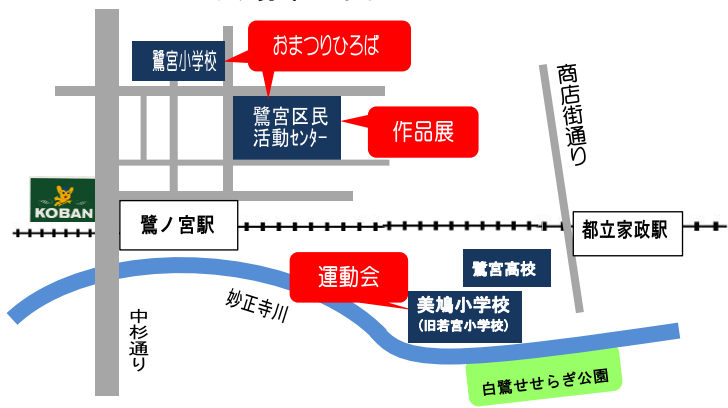 おまつりひろば
鷺宮小学校
鷺宮区民
活動センター
作品展
商店街通り
KOBAN
鷺ノ宮駅
都立家政駅
運動会
鷺宮高校
妙正寺川
美鳩小学校
(旧若宮小学校)
中杉通り
白鷺せせらぎ公園